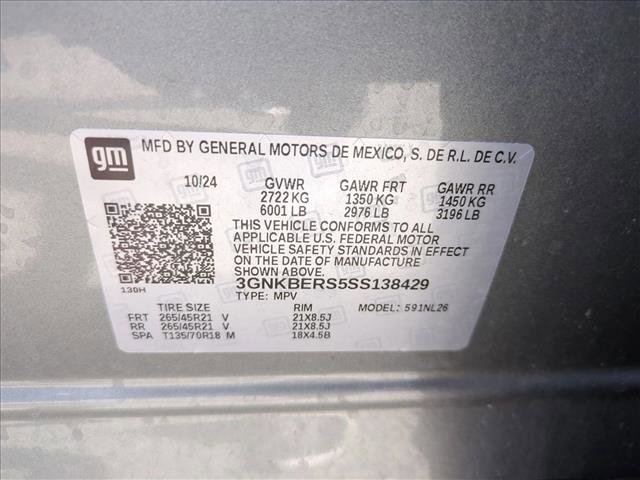 gm
MFD BY GENERAL MOTORS DE MEXICO, S. DE R.L. DE C.V.
10/24 GVWR GAWR FRT GAWR RR
2722 KG 1350 KG 1450 KG
6001 LB 2976 LB 3196 LB
THIS VEHICLE CONFORMS TO ALL
APPLICABLE U.S. FEDERAL MOTOR
VEHICLE SAFETY STANDARDS IN EFFECT
ON THE DATE OF MANUFACTURE
SHOWN ABOVE.
130H 3GNKBERS5SS138429
TYPE: MPV MODEL: 591NL26
TIRE SIZE RIM
FRT 265/45R21 V 21X8.5J
RR 265/45R21 V 21X8.5J
SPA T135/70R18 M 18X4.5B